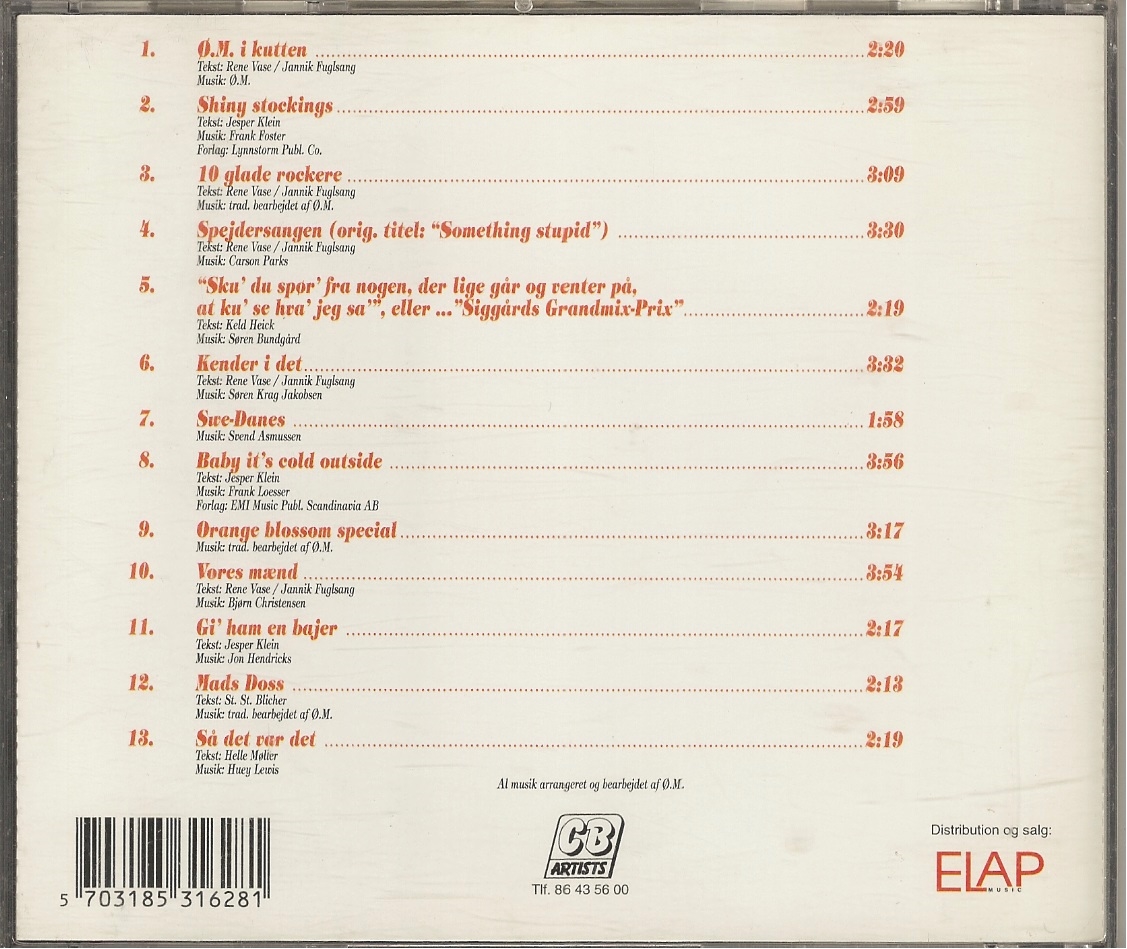 1. Ø.M. i kutten 2:20
Tekst: Rene Vase / Jannik Fuglsang
Musik: Ø.M.
2. Shiny stockings 2:59
Tekst: Jesper Klein
Musik: Frank Foster
Forlag: Lynnstorm Publ. Co.
3. 10 glade rockere 3:09
Tekst: Rene Vase / Jannik Fuglsang
Musik: trad. bearbejdet af Ø.M.
4. Spejdersangen (orig. titel: “Something stupid”) 3:30
Tekst: Rene Vase / Jannik Fuglsang
Musik: Carson Parks
5. “Sku’ du spør’ fra nogen, der lige går og venter på,
at ku’ se hva’ jeg sa’”, eller ...”Siggårds Grandmix-Prix” 2:19
Tekst: Keld Heick
Musik: Søren Bundgård
6. Kender i det 3:32
Tekst: Rene Vase / Jannik Fuglsang
Musik: Søren Krag Jakobsen
7. Swe-Danes 1:58
Musik: Svend Asmussen
8. Baby it’s cold outside 3:56
Tekst: Jesper Klein
Musik: Frank Loesser
Forlag: EMI Music Publ. Scandinavia AB
9. Orange blossom special 3:17
Musik: trad. bearbejdet af Ø.M.
10. Vores mænd 3:54
Tekst: Rene Vase / Jannik Fuglsang
Musik: Bjørn Christensen
11. Gi’ ham en bajer 2:17
Tekst: Jesper Klein
Musik: Jon Hendricks
12. Mads Doss 2:13
Tekst: St. St. Blicher
Musik: trad. bearbejdet af Ø.M.
13. Så det var det 2:19
Tekst: Helle Møller
Musik: Huey Lewis
Al musik arrangeret og bearbejdet af Ø.M.
CB
ARTISTS
Tlf. 86 43 56 00
Distribution og salg:
ELAP
MUSIC
5 703185 316281